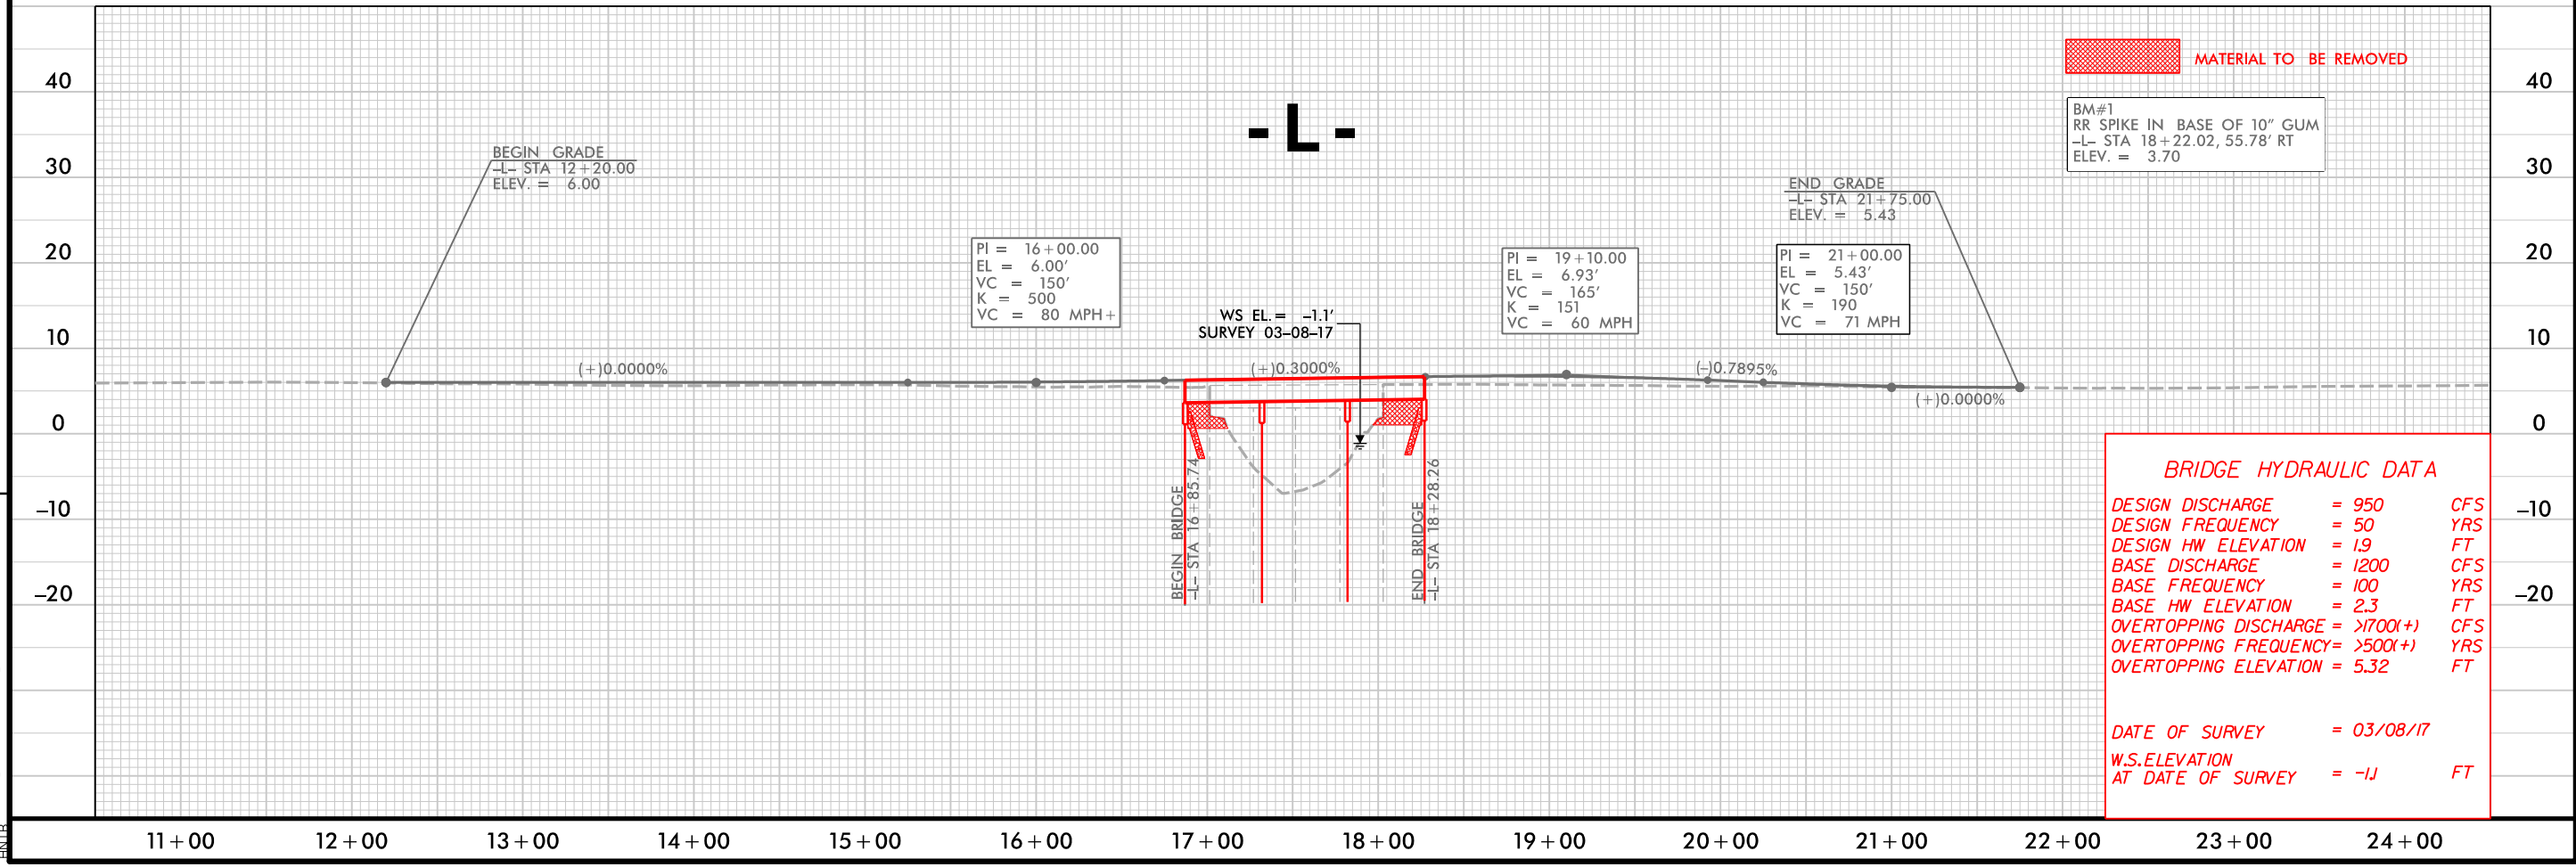 40
30
20
10
0
–10
–20
BEGIN GRADE
–L– STA 12+20.00
ELEV. = 6.00
-L-
MATERIAL TO BE REMOVED
BM#1
RR SPIKE IN BASE OF 10" GUM
–L– STA 18+22.02, 55.78' RT
ELEV. = 3.70
END GRADE
–L– STA 21+75.00
ELEV. = 5.43
PI = 16+00.00
EL = 6.00'
VC = 150'
K = 500
VC = 80 MPH+
WS EL.= –1.1'
SURVEY 03–08–17
PI = 19+10.00
EL = 6.93'
VC = 165'
K = 151
VC = 60 MPH
PI = 21+00.00
EL = 5.43'
VC = 150'
K = 190
VC = 71 MPH
(+)0.0000%
(+)0.3000%
(–)0.7895%
(+)0.0000%
BEGIN BRIDGE
–L– STA 16+85.74
END BRIDGE
–L– STA 18+28.26
40
30
20
10
0
–10
–20
BRIDGE HYDRAULIC DATA
DESIGN DISCHARGE = 950 CFS
DESIGN FREQUENCY = 50 YRS
DESIGN HW ELEVATION = 1.9 FT
BASE DISCHARGE = 1200 CFS
BASE FREQUENCY = 100 YRS
BASE HW ELEVATION = 2.3 FT
OVERTOPPING DISCHARGE = >1700(+) CFS
OVERTOPPING FREQUENCY= >500(+) YRS
OVERTOPPING ELEVATION = 5.32 FT
DATE OF SURVEY = 03/08/17
W.S.ELEVATION
AT DATE OF SURVEY = -1.1 FT
11+00 12+00 13+00 14+00 15+00 16+00 17+00 18+00 19+00 20+00 21+00 22+00 23+00 24+00